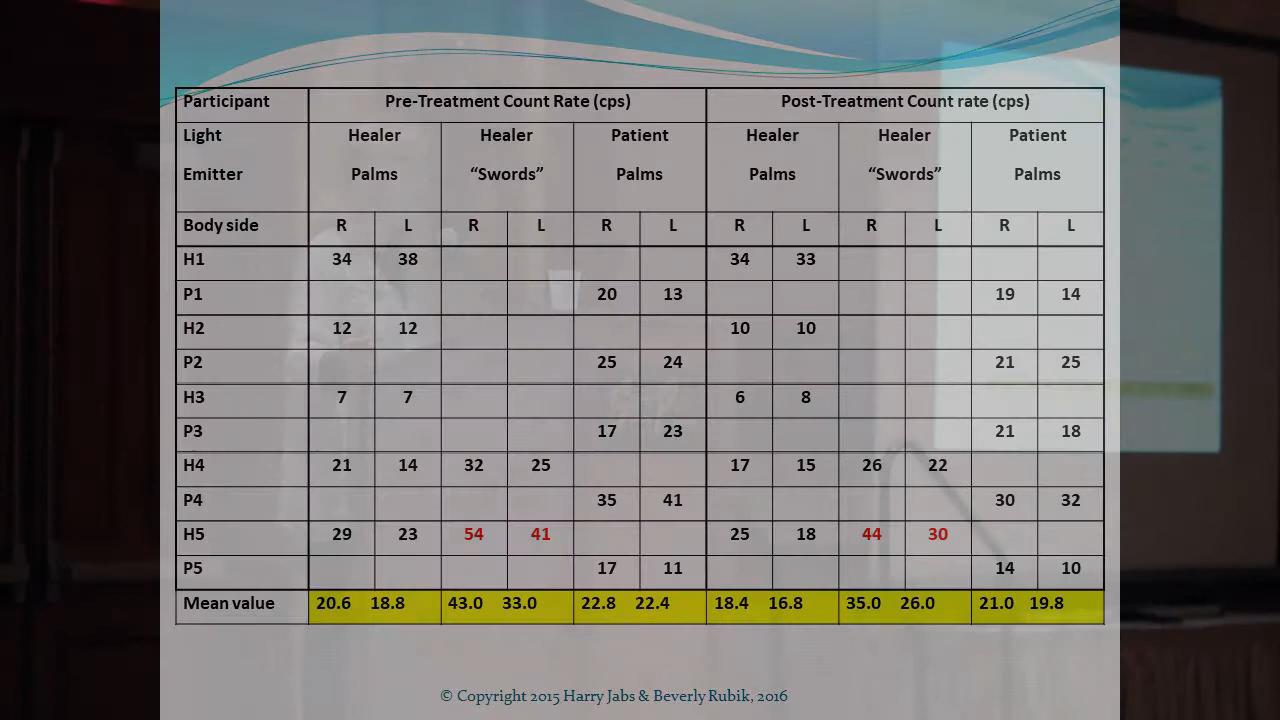 Participant Pre-Treatment Count Rate (cps) Post-Treatment Count rate (cps)
Light Healer Healer Patient Healer Healer Patient
Emitter Palms “Swords” Palms Palms “Swords” Palms
Body side R L R L R L R L R L R L
H1 34 38 34 33
P1 20 13 19 14
H2 12 12 10 10
P2 25 24 21 25
H3 7 7 6 8
P3 17 23 21 18
H4 21 14 32 25 17 15 26 22
P4 35 41 30 32
H5 29 23 54 41 25 18 44 30
P5 17 11 14 10
Mean value 20.6 18.8 43.0 33.0 22.8 22.4 18.4 16.8 35.0 26.0 21.0 19.8
© Copyright 2015 Harry Jabs & Beverly Rubik, 2016